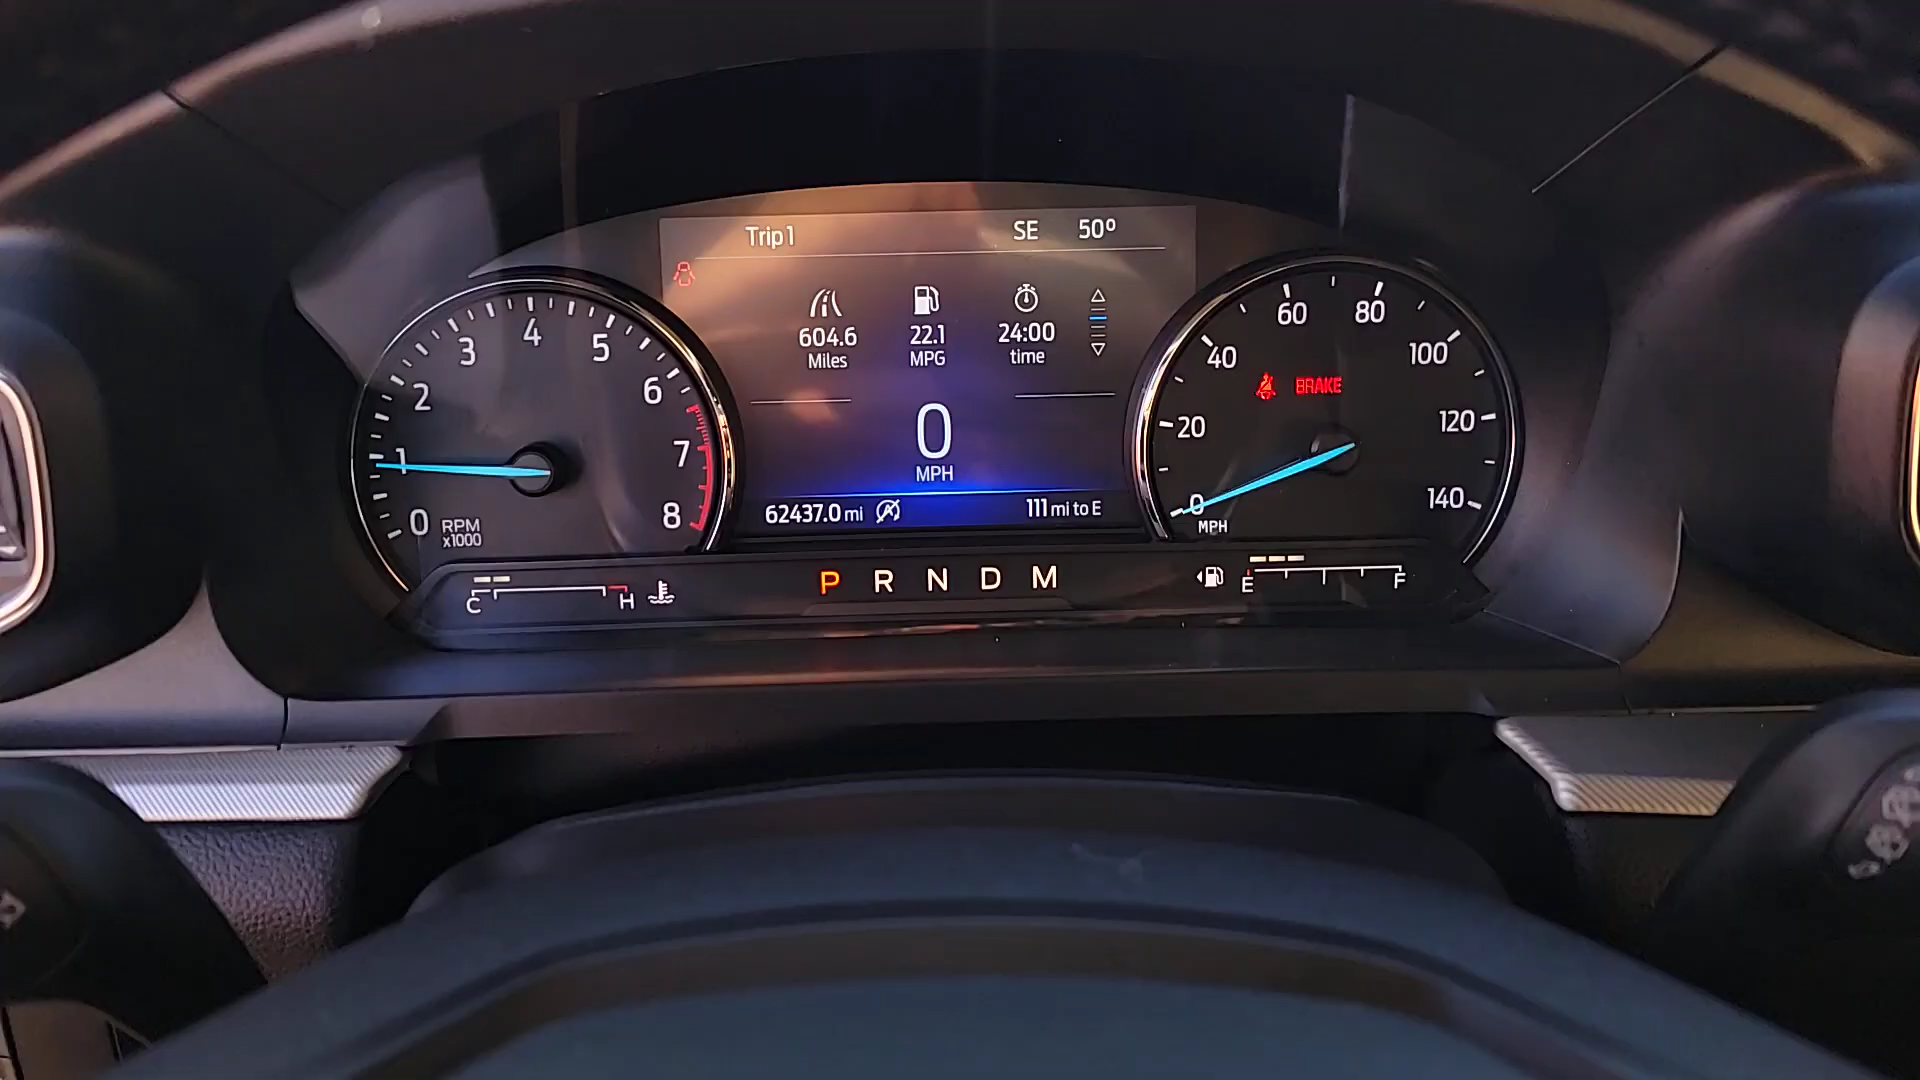 Trip 1 SE 50º
604.6 22.1 24:00
Miles MPG time
0
MPH
62437.0 mi 111 mi to E
0 1 2 3 4 5 6 7 8
RPM
x1000
0 20 40 60 80 100 120 140
BRAKE
MPH
C H
P R N D M
E F